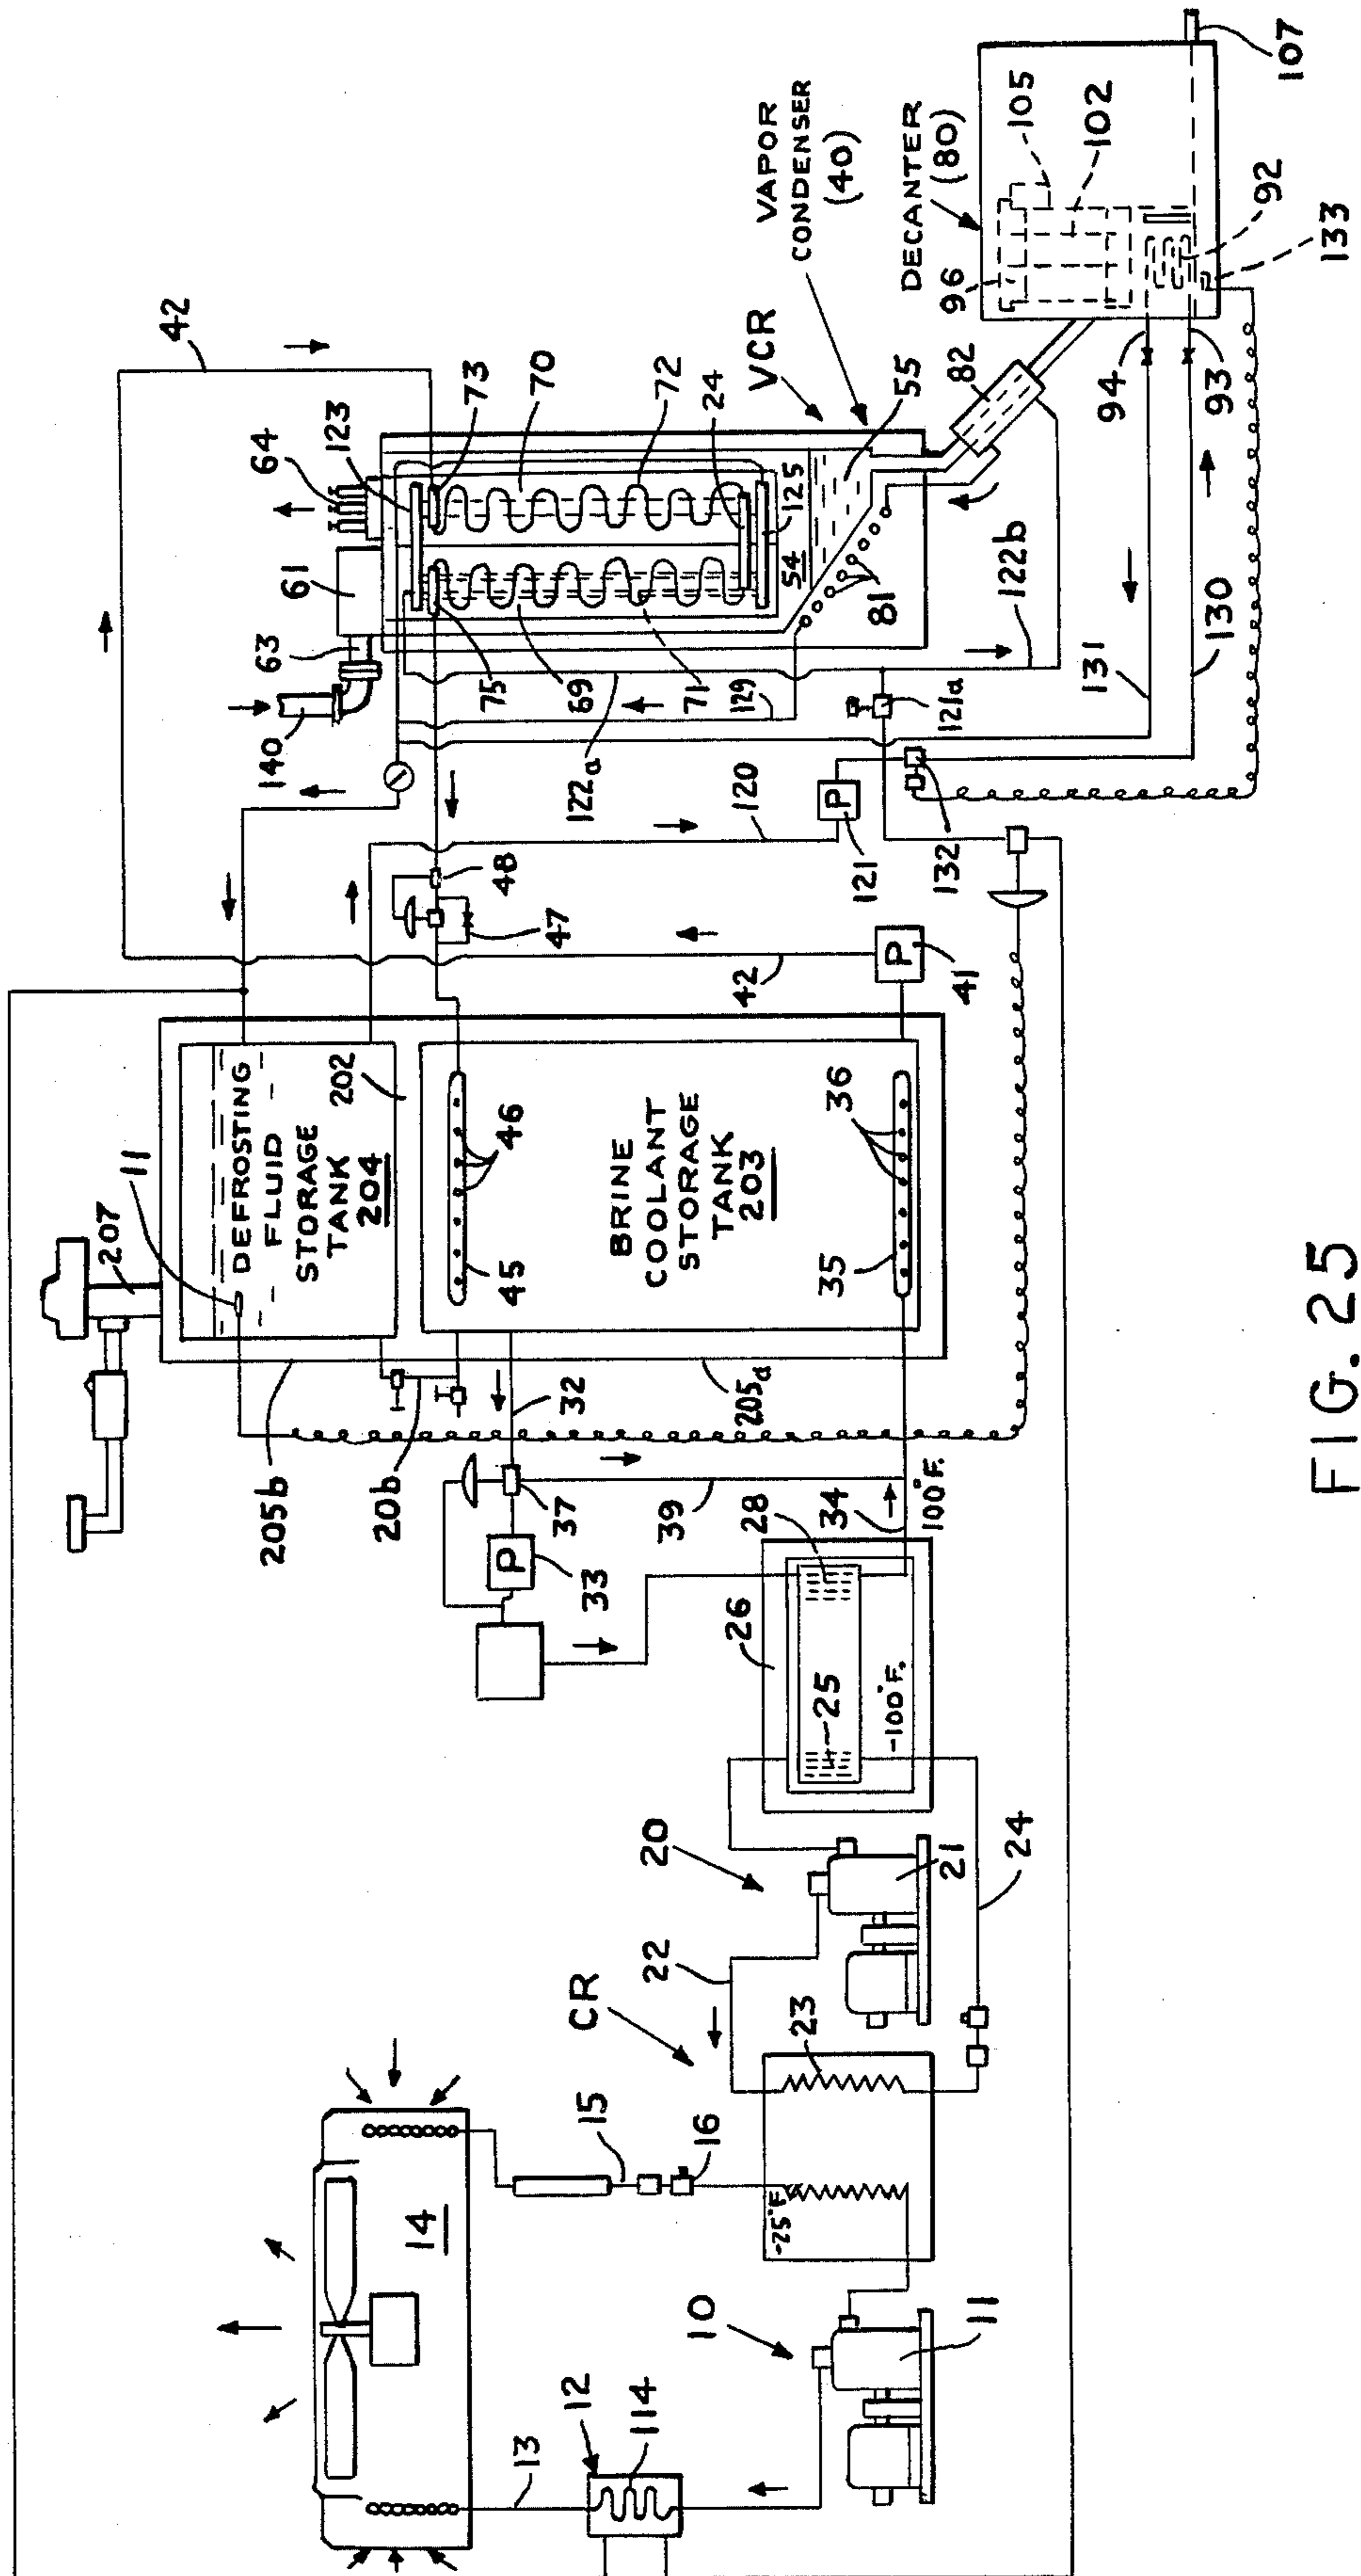 107
105
102
DECANTER
(80)
96
92
133
VAPOR
CONDENSER
(40)
VCR
42
64
123
73
70
72
24
125
55
82
94
93
61
63
54
81
140
75
69
71
129
122a
122b
131
130
120
P
121
121a
132
48
47
42
P
41
11
207
DEFROSTING
FLUID
STORAGE
TANK
204
202
46
45
BRINE
COOLANT
STORAGE
TANK
203
36
35
205b
20b
205a
32
37
P
33
39
34
100°F.
28
26
25
-100°F.
20
21
22
24
CR
23
14
15
16
-25°F.
10
11
12
114
13
FIG. 25